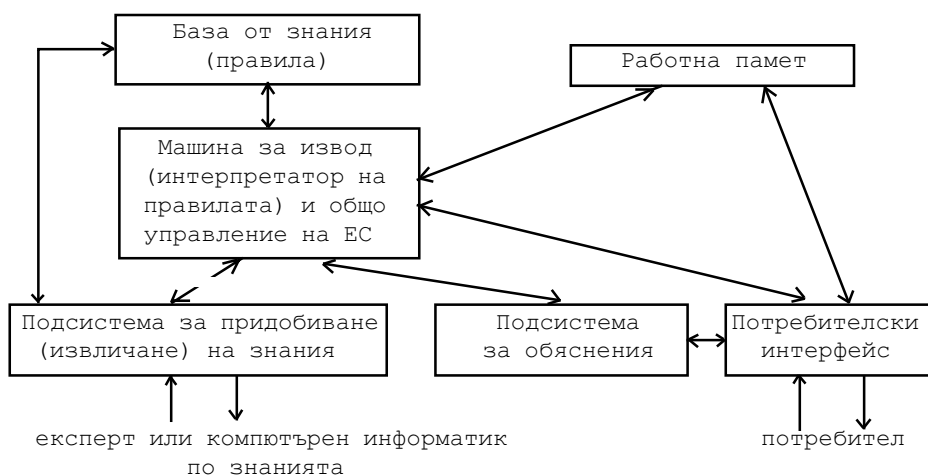 База от знания
(правила)
Работна памет
Машина за извод
(интерпретатор на
правилата) и общо
управление на ЕС
Подсистема за придобиване
(извличане) на знания
Подсистема
за обяснения
Потребителски
интерфейс
експерт или компютърен информатик
по знанията
потребител